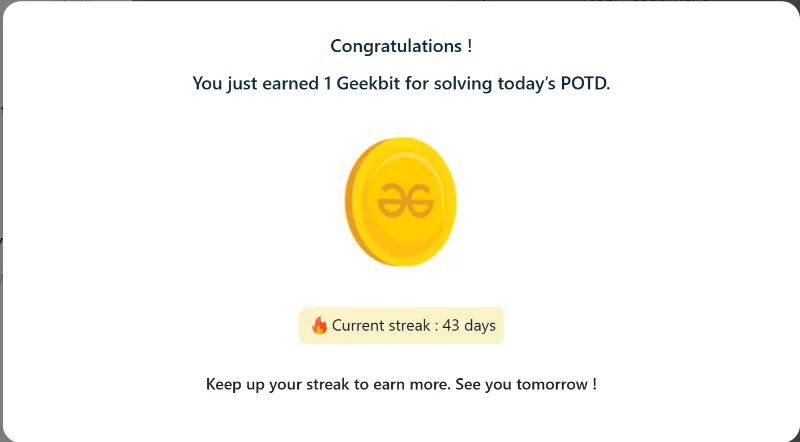 Congratulations !
You just earned 1 Geekbit for solving today's POTD.
Current streak : 43 days
Keep up your streak to earn more. See you tomorrow !